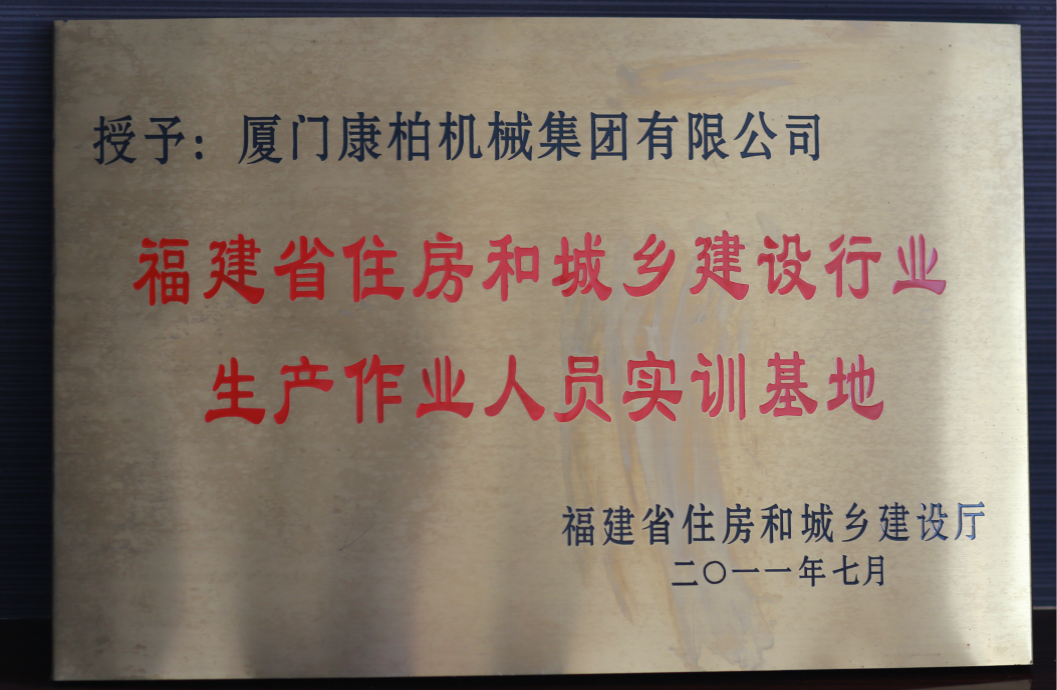 授予：厦门康柏机械集团有限公司
福建省住房和城乡建设行业
生产作业人员实训基地
福建省住房和城乡建设厅
二〇一一年七月